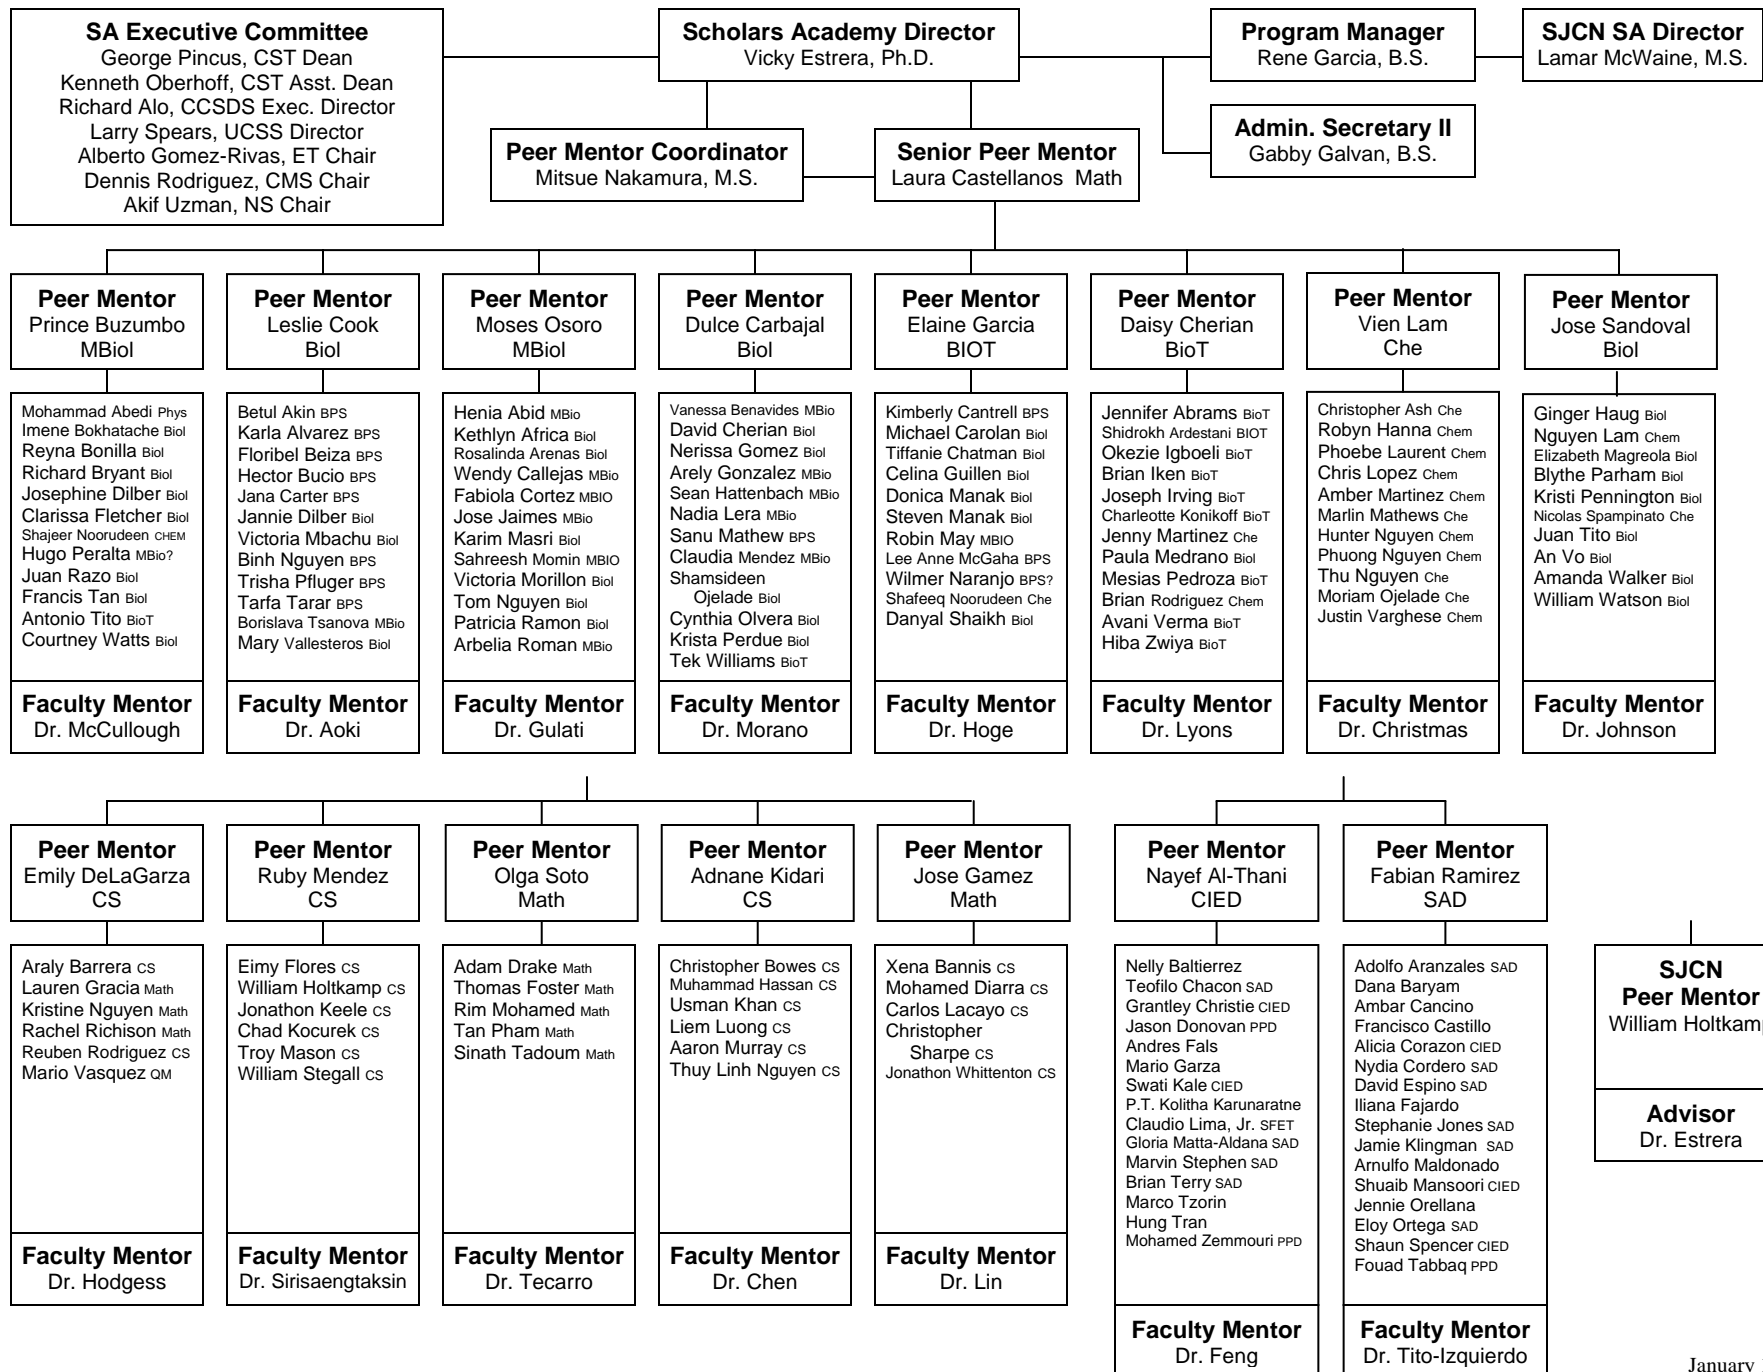 SA Executive Committee
George Pincus, CST Dean
Kenneth Oberhoff, CST Asst. Dean
Richard Alo, CCSDS Exec. Director
Larry Spears, UCSS Director
Alberto Gomez-Rivas, ET Chair
Dennis Rodriguez, CMS Chair
Akif Uzman, NS Chair
Scholars Academy Director
Vicky Estrera, Ph.D.
Program Manager
Rene Garcia, B.S.
SJCN SA Director
Lamar McWaine, M.S.
Peer Mentor Coordinator
Mitsue Nakamura, M.S.
Senior Peer Mentor
Laura Castellanos Math
Admin. Secretary II
Gabby Galvan, B.S.
Peer Mentor
Prince Buzumbo
MBiol
Mohammad Abedi Phys
Imene Bokhatache Biol
Reyna Bonilla Biol
Richard Bryant Biol
Josephine Dilber Biol
Clarissa Fletcher Biol
Shajeer Noorudeen CHEM
Hugo Peralta MBio?
Juan Razo Biol
Francis Tan Biol
Antonio Tito BioT
Courtney Watts Biol
Faculty Mentor
Dr. McCullough
Peer Mentor
Leslie Cook
Biol
Betul Akin BPS
Karla Alvarez BPS
Floribel Beiza BPS
Hector Bucio BPS
Jana Carter BPS
Jannie Dilber Biol
Victoria Mbachu Biol
Binh Nguyen BPS
Trisha Pfluger BPS
Tarfa Tarar BPS
Borislava Tsanova MBio
Mary Vallesteros Biol
Faculty Mentor
Dr. Aoki
Peer Mentor
Moses Osoro
MBiol
Henia Abid MBio
Kethlyn Africa Biol
Rosalinda Arenas Biol
Wendy Callejas MBio
Fabiola Cortez MBIO
Jose Jaimes MBio
Karim Masri Biol
Sahreesh Momin MBIO
Victoria Morillon Biol
Tom Nguyen Biol
Patricia Ramon Biol
Arbelia Roman MBio
Faculty Mentor
Dr. Gulati
Peer Mentor
Dulce Carbajal
Biol
Vanessa Benavides MBio
David Cherian Biol
Nerissa Gomez Biol
Arely Gonzalez MBio
Sean Hattenbach MBio
Nadia Lera MBio
Sanu Mathew BPS
Claudia Mendez MBio
Shamsideen
Ojelade Biol
Cynthia Olvera Biol
Krista Perdue Biol
Tek Williams BioT
Faculty Mentor
Dr. Morano
Peer Mentor
Elaine Garcia
BIOT
Kimberly Cantrell BPS
Michael Carolan Biol
Tiffanie Chatman Biol
Celina Guillen Biol
Donica Manak Biol
Steven Manak Biol
Robin May MBIO
Lee Anne McGaha BPS
Wilmer Naranjo BPS?
Shafeeq Noorudeen Che
Danyal Shaikh Biol
Faculty Mentor
Dr. Hoge
Peer Mentor
Daisy Cherian
BioT
Jennifer Abrams BioT
Shidrokh Ardestani BIOT
Okezie Igboeli BioT
Brian Iken BioT
Joseph Irving BioT
Charleotte Konikoff BioT
Jenny Martinez Che
Paula Medrano Biol
Mesias Pedroza BioT
Brian Rodriguez Chem
Avani Verma BioT
Hiba Zwiya BioT
Faculty Mentor
Dr. Lyons
Peer Mentor
Vien Lam
Che
Christopher Ash Che
Robyn Hanna Chem
Phoebe Laurent Chem
Chris Lopez Chem
Amber Martinez Chem
Marlin Mathews Che
Hunter Nguyen Chem
Phuong Nguyen Chem
Thu Nguyen Che
Moriam Ojelade Che
Justin Varghese Chem
Faculty Mentor
Dr. Christmas
Peer Mentor
Jose Sandoval
Biol
Ginger Haug Biol
Nguyen Lam Chem
Elizabeth Magreola Biol
Blythe Parham Biol
Kristi Pennington Biol
Nicolas Spampinato Che
Juan Tito Biol
An Vo Biol
Amanda Walker Biol
William Watson Biol
Faculty Mentor
Dr. Johnson
Peer Mentor
Emily DeLaGarza
CS
Araly Barrera CS
Lauren Gracia Math
Kristine Nguyen Math
Rachel Richison Math
Reuben Rodriguez CS
Mario Vasquez QM
Faculty Mentor
Dr. Hodgess
Peer Mentor
Ruby Mendez
CS
Eimy Flores CS
William Holtkamp CS
Jonathon Keele CS
Chad Kocurek CS
Troy Mason CS
William Stegall CS
Faculty Mentor
Dr. Sirisaengtaksin
Peer Mentor
Olga Soto
Math
Adam Drake Math
Thomas Foster Math
Rim Mohamed Math
Tan Pham Math
Sinath Tadoum Math
Faculty Mentor
Dr. Tecarro
Peer Mentor
Adnane Kidari
CS
Christopher Bowes CS
Muhammad Hassan CS
Usman Khan CS
Liem Luong CS
Aaron Murray CS
Thuy Linh Nguyen CS
Faculty Mentor
Dr. Chen
Peer Mentor
Jose Gamez
Math
Xena Bannis CS
Mohamed Diarra CS
Carlos Lacayo CS
Christopher
Sharpe CS
Jonathon Whittenton CS
Faculty Mentor
Dr. Lin
Peer Mentor
Nayef Al-Thani
CIED
Nelly Baltierrez
Teofilo Chacon SAD
Grantley Christie CIED
Jason Donovan PPD
Andres Fals
Mario Garza
Swati Kale CIED
P.T. Kolitha Karunaratne
Claudio Lima, Jr. SFET
Gloria Matta-Aldana SAD
Marvin Stephen SAD
Brian Terry SAD
Marco Tzorin
Hung Tran
Mohamed Zemmouri PPD
Faculty Mentor
Dr. Feng
Peer Mentor
Fabian Ramirez
SAD
Adolfo Aranzales SAD
Dana Baryam
Ambar Cancino
Francisco Castillo
Alicia Corazon CIED
Nydia Cordero SAD
David Espino SAD
Iliana Fajardo
Stephanie Jones SAD
Jamie Klingman SAD
Arnulfo Maldonado
Shuaib Mansoori CIED
Jennie Orellana
Eloy Ortega SAD
Shaun Spencer CIED
Fouad Tabbaq PPD
Faculty Mentor
Dr. Tito-Izquierdo
SJCN
Peer Mentor
William Holtkam
Advisor
Dr. Estrera
January